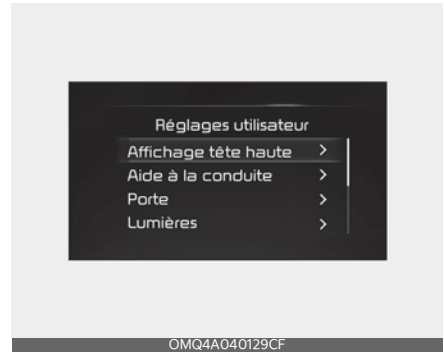 Réglages utilisateur
Affichage tête haute >
Aide à la conduite >
Porte >
Lumières >
OMQ4A040129CF